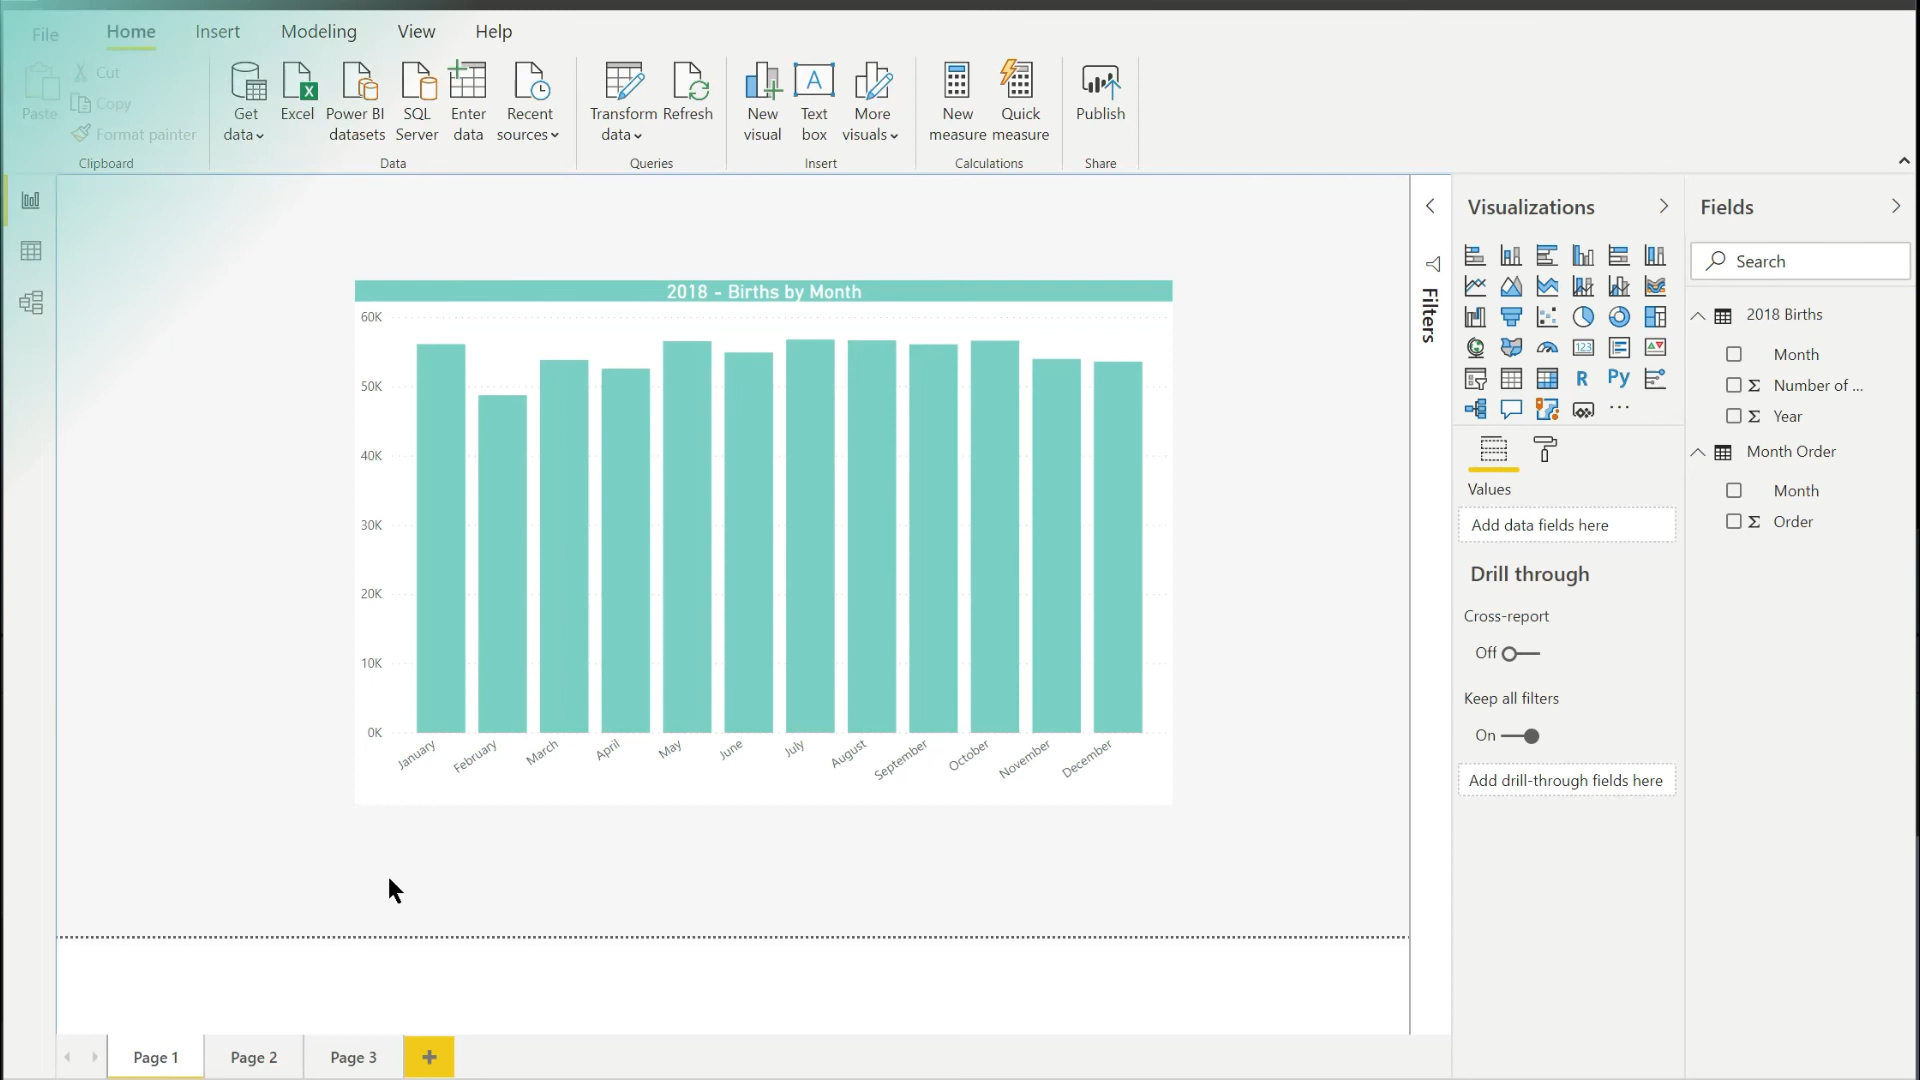 File
Home
Insert
Modeling
View
Help
Paste
Cut
Copy
Format painter
Clipboard
Get
data
Excel
Power BI
datasets
SQL
Server
Enter
data
Recent
sources
Data
Transform
data
Refresh
Queries
New
visual
A
Text
box
More
visuals
Insert
New
measure
Quick
measure
Calculations
Publish
Share
2018 - Births by Month
60K
50K
40K
30K
20K
10K
0K
January
February
March
April
May
June
July
August
September
October
November
December
Filters
Visualizations
123
R
Py
...
Values
Add data fields here
Drill through
Cross-report
Off
Keep all filters
On
Add drill-through fields here
Fields
Search
2018 Births
Month
Σ Number of ...
Σ Year
Month Order
Month
Σ Order
Page 1
Page 2
Page 3
+